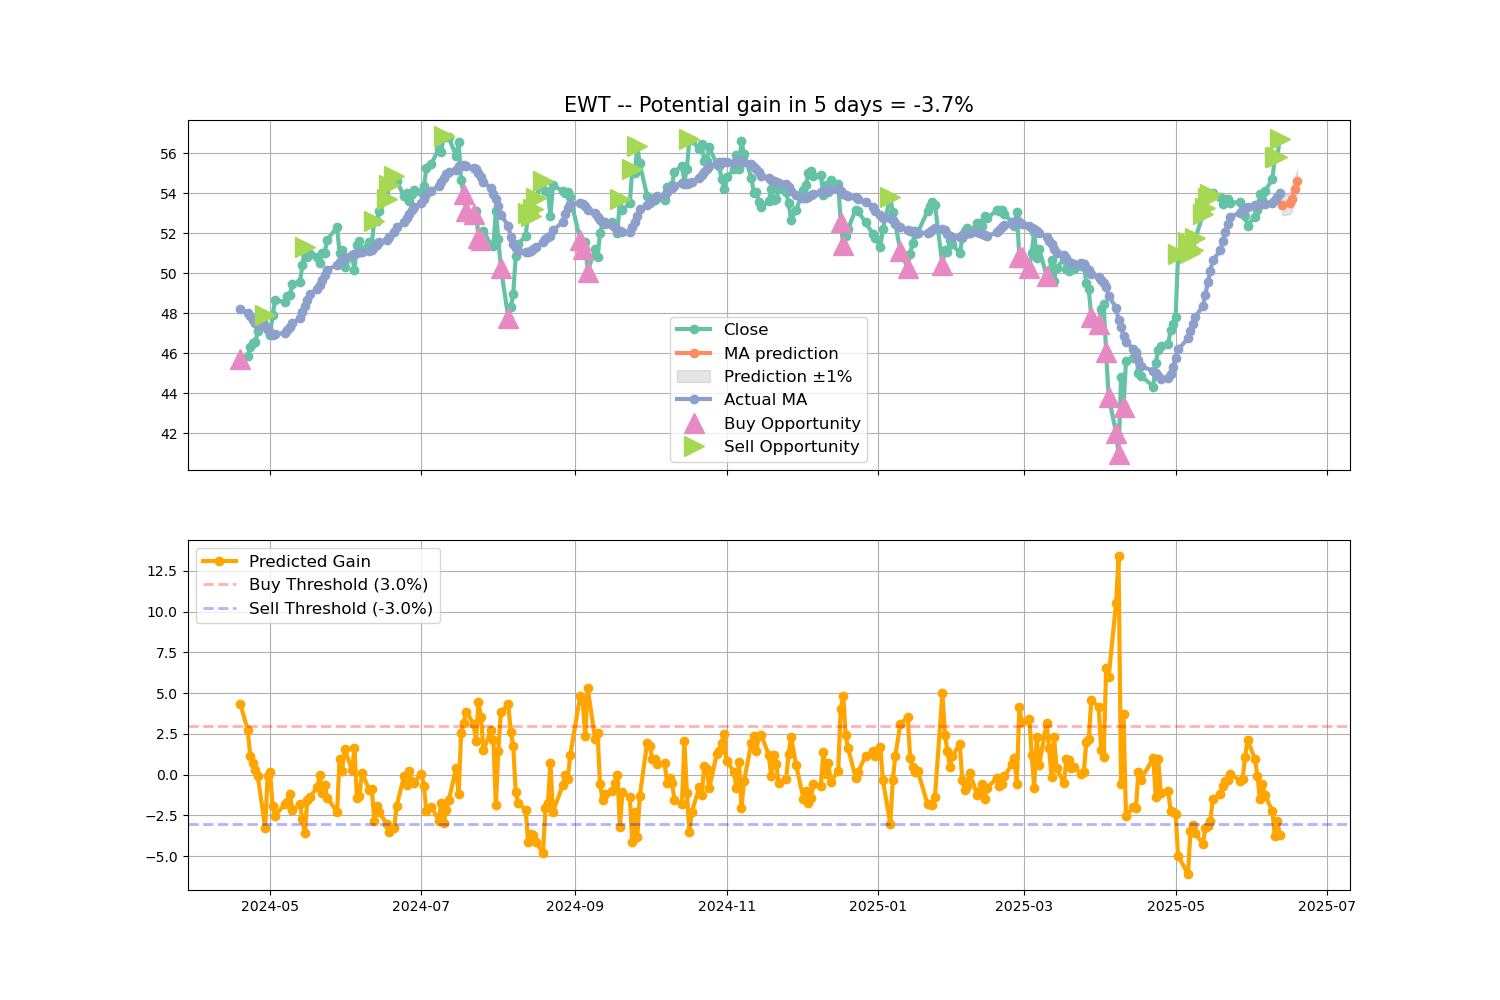 EWT -- Potential gain in 5 days = -3.7%
56
54
52
50
48
46
44
42
Close
MA prediction
Prediction ±1%
Actual MA
Buy Opportunity
Sell Opportunity
Predicted Gain
Buy Threshold (3.0%)
Sell Threshold (-3.0%)
12.5
10.0
7.5
5.0
2.5
0.0
−2.5
−5.0
2024-05 2024-07 2024-09 2024-11 2025-01 2025-03 2025-05 2025-07